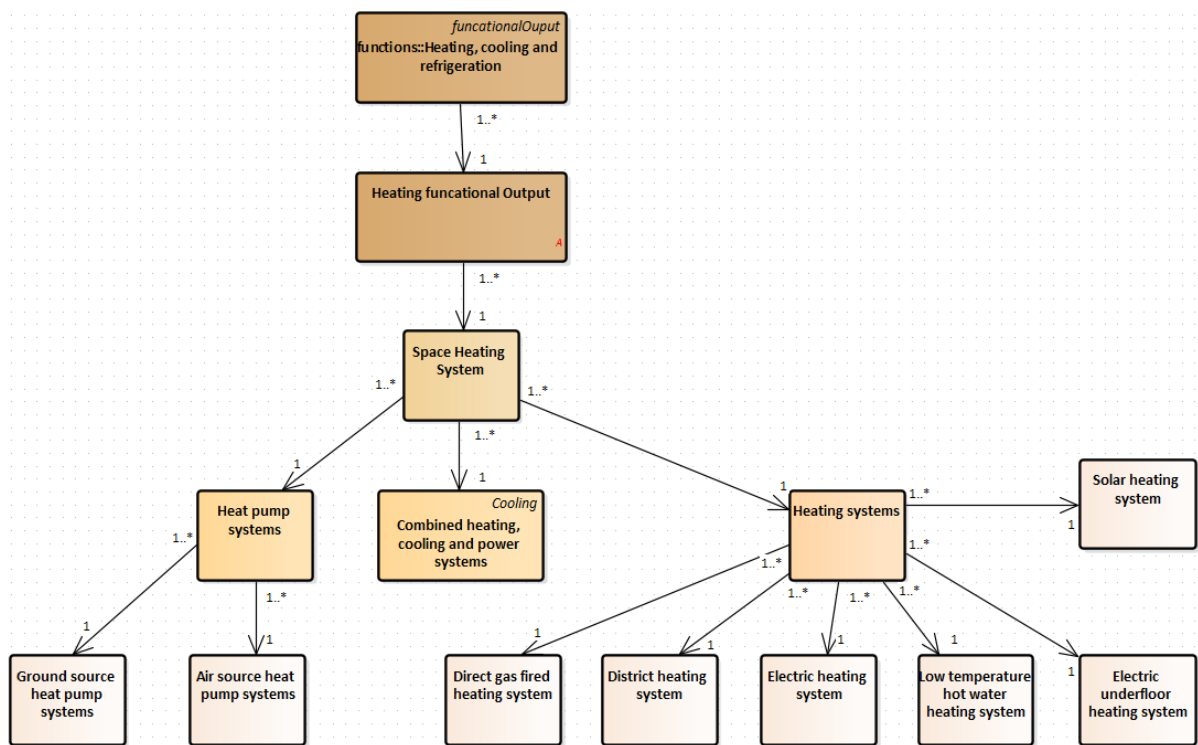 funcationalOuput
functions::Heating, cooling and
refrigeration
1..*
1
Heating funcational Output
A
1..*
1
Space Heating
System
1..*
1..*
1..*
1
1
1
Heat pump
systems
Cooling
Combined heating,
cooling and power
systems
Heating systems
1..*
Solar heating
system
1
1..*
1..*
1..*
1..*
1..*
1..*
1..*
1
1
1
1
1
1
1
Ground source
heat pump
systems
Air source heat
pump systems
Direct gas fired
heating system
District heating
system
Electric heating
system
Low temperature
hot water
heating system
Electric
underfloor
heating system